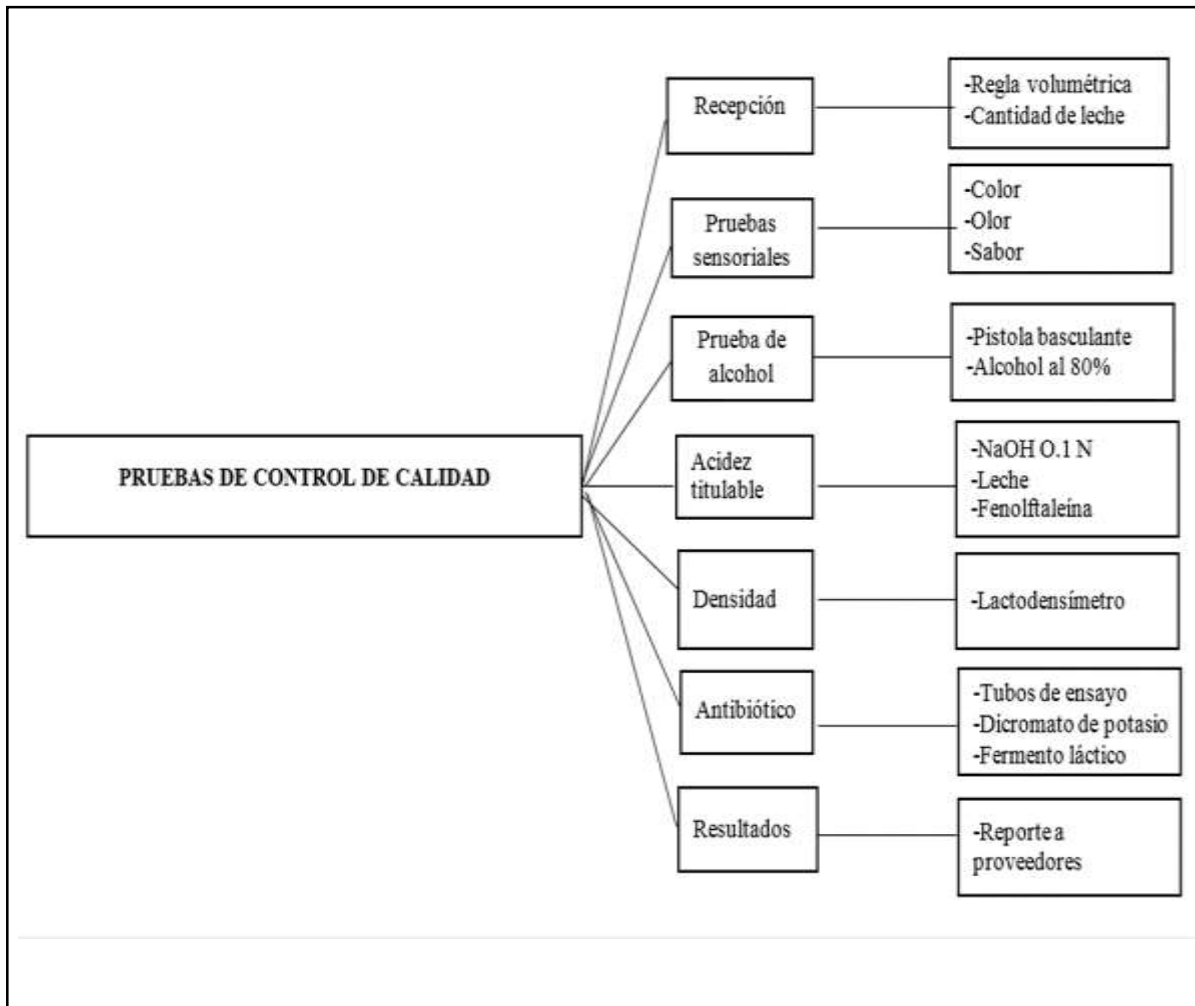 PRUEBAS DE CONTROL DE CALIDAD
Recepción
-Regla volumétrica
-Cantidad de leche
Pruebas
sensoriales
-Color
-Olor
-Sabor
Prueba de
alcohol
-Pistola basculante
-Alcohol al 80%
Acidez
titulable
-NaOH O.1 N
-Leche
-Fenolftaleína
Densidad
-Lactodensímetro
Antibiótico
-Tubos de ensayo
-Dicromato de potasio
-Fermento láctico
Resultados
-Reporte a
proveedores